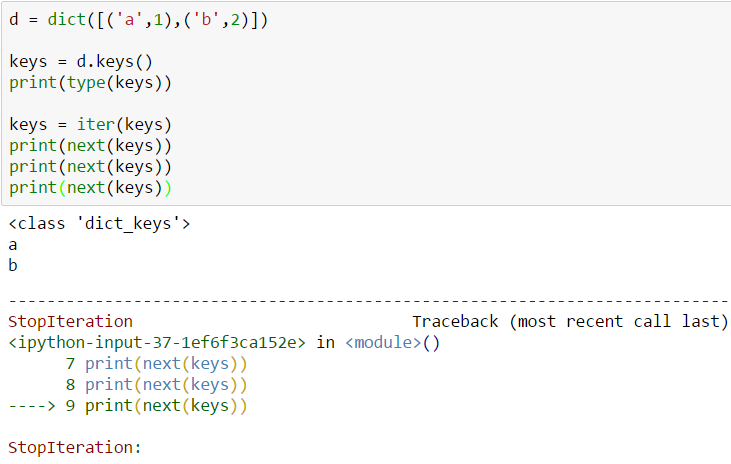 d = dict([('a',1),('b',2)])
keys = d.keys()
print(type(keys))
keys = iter(keys)
print(next(keys))
print(next(keys))
print(next(keys))
<class 'dict_keys'>
a
b
---------------------------------------------------------------------------
StopIteration                             Traceback (most recent call last)
<ipython-input-37-1ef6f3ca152e> in <module>()
      7 print(next(keys))
      8 print(next(keys))
----> 9 print(next(keys))
StopIteration: